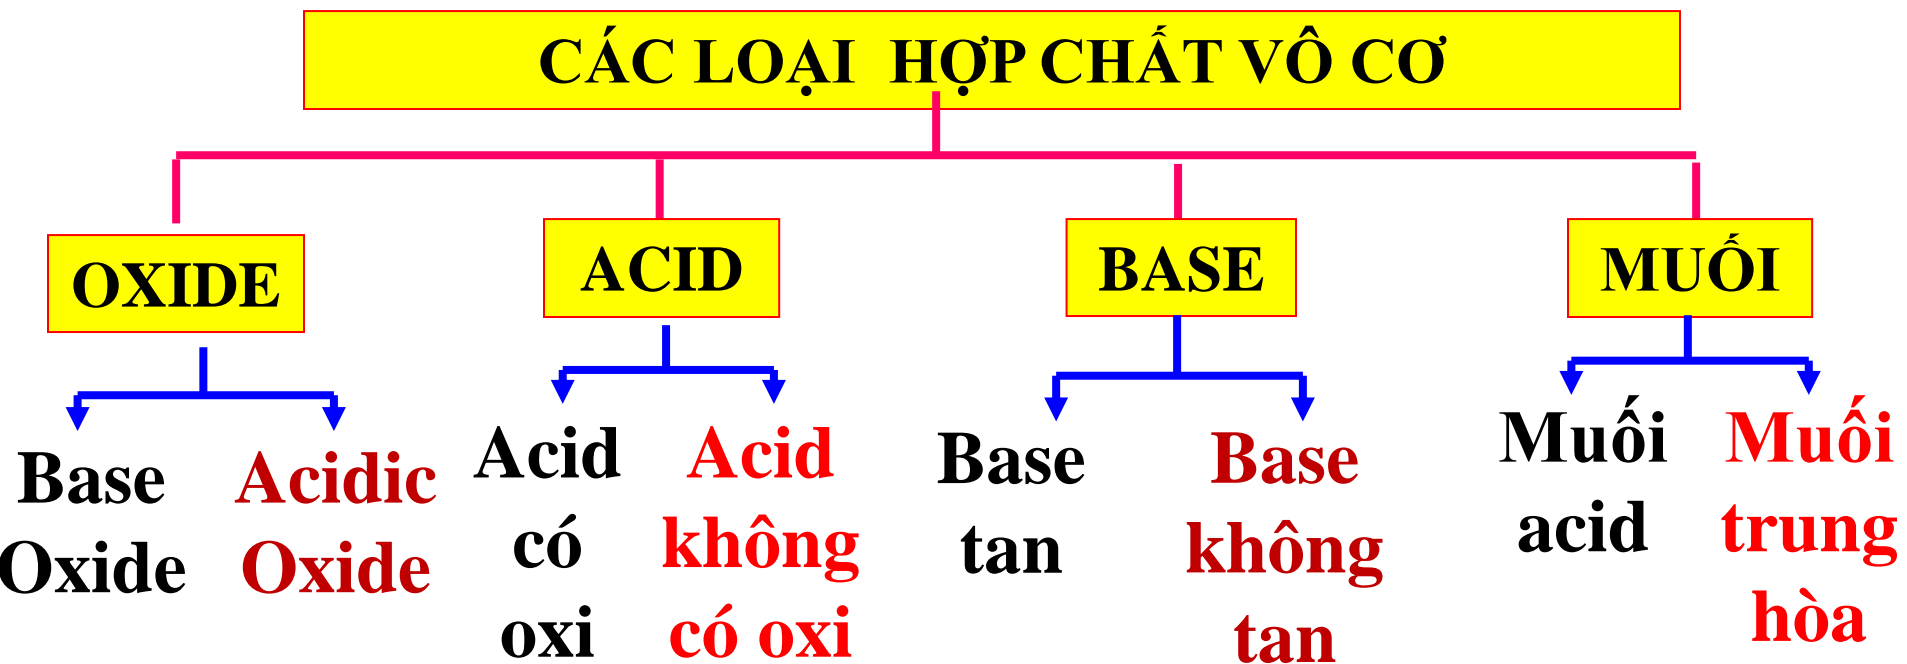 CÁC LOẠI HỢP CHẤT VÔ CƠ
OXIDE
ACID
BASE
MUỐI
Base
Oxide
Acidic
Oxide
Acid
có
oxi
Acid
không
có oxi
Base
tan
Base
không
tan
Muối
acid
Muối
trung
hòa